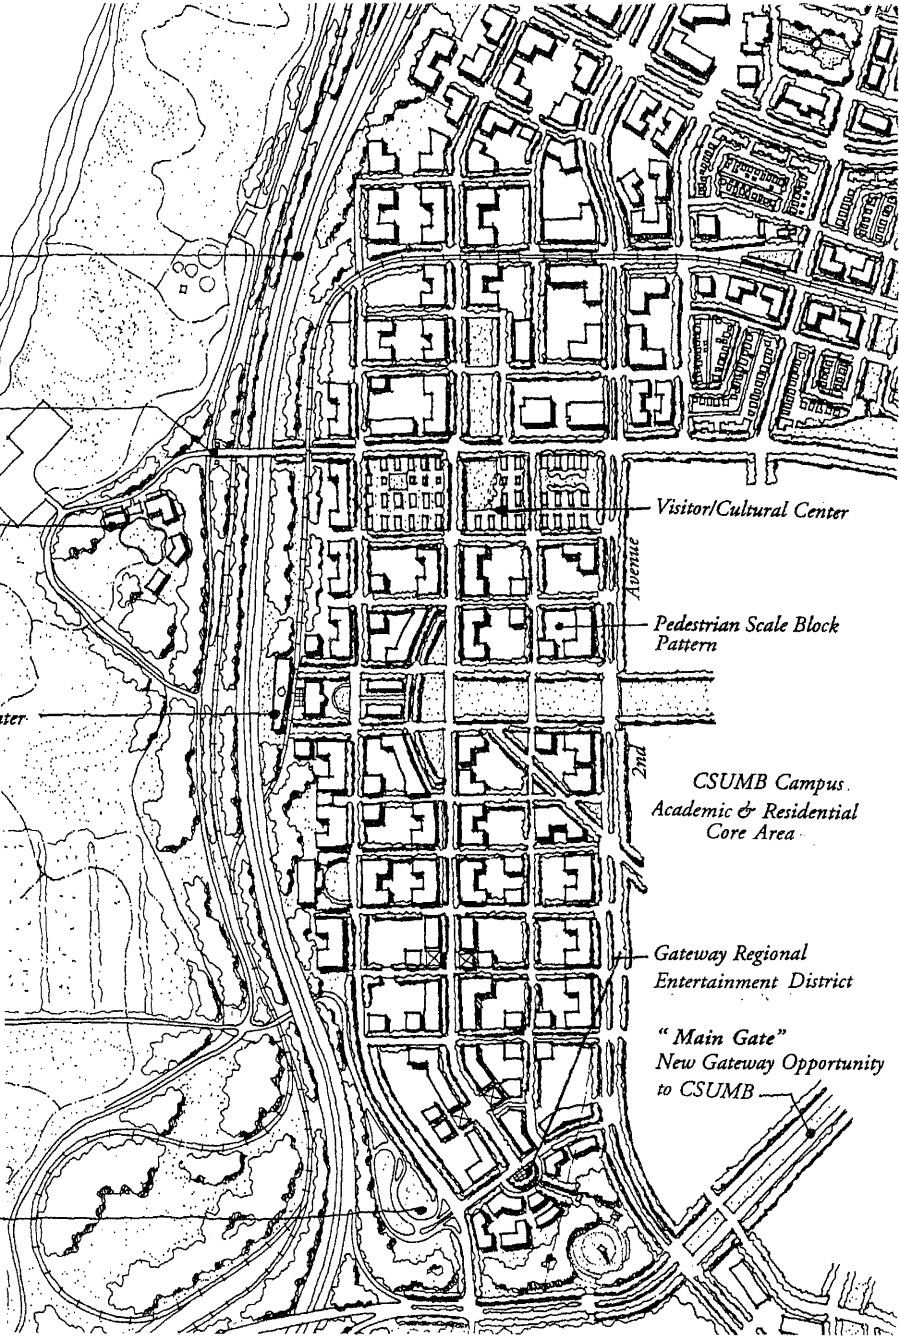 Visitor/Cultural Center
Avenue
Pedestrian Scale Block
Pattern
nter
2nd
CSUMB Campus
Academic & Residential
Core Area
Gateway Regional
Entertainment District
“Main Gate”
New Gateway Opportunity
to CSUMB